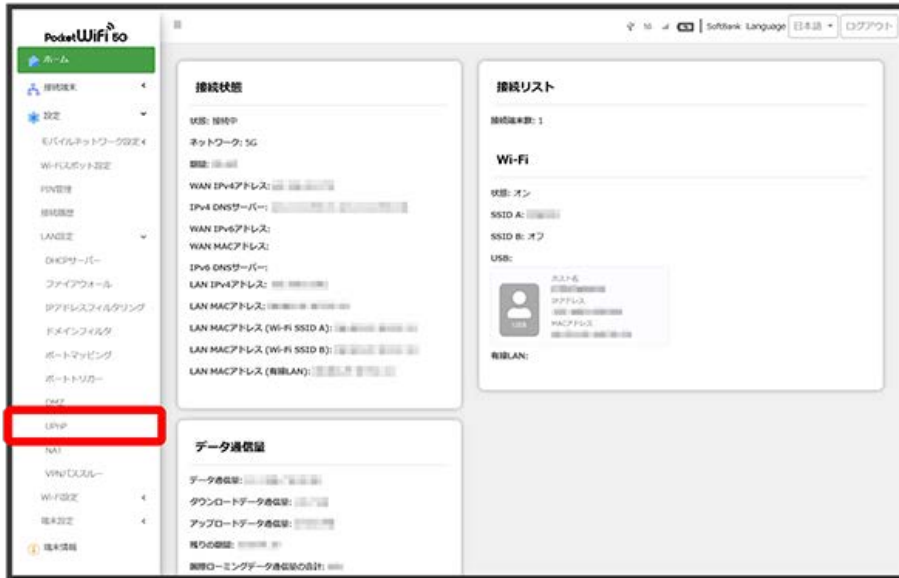 Pocket WiFi 5G
SoftBank Language 日本語 ログアウト
ホーム
接続端末
設定
モバイルネットワーク設定
Wi-Fiスポット設定
PIN管理
接続履歴
LAN設定
DHCPサーバー
ファイアウォール
IPアドレスフィルタリング
ドメインフィルタ
ポートマッピング
ポートトリガー
DMZ
UPnP
NAT
VPNパススルー
Wi-Fi設定
端末設定
端末情報
接続状態
状態: 接続中
ネットワーク: 5G
期間:
WAN IPv4アドレス:
IPv4 DNSサーバー:
WAN IPv6アドレス:
WAN MACアドレス:
IPv6 DNSサーバー:
LAN IPv4アドレス:
LAN MACアドレス:
LAN MACアドレス (Wi-Fi SSID A):
LAN MACアドレス (Wi-Fi SSID B):
LAN MACアドレス (有線LAN):
データ通信量
データ通信量:
ダウンロードデータ通信量:
アップロードデータ通信量:
残りの期間:
国際ローミングデータ通信量の合計:
接続リスト
接続端末数: 1
Wi-Fi
状態: オン
SSID A:
SSID B: オフ
USB:
USB
ホスト名
IPアドレス
MACアドレス
有線LAN: